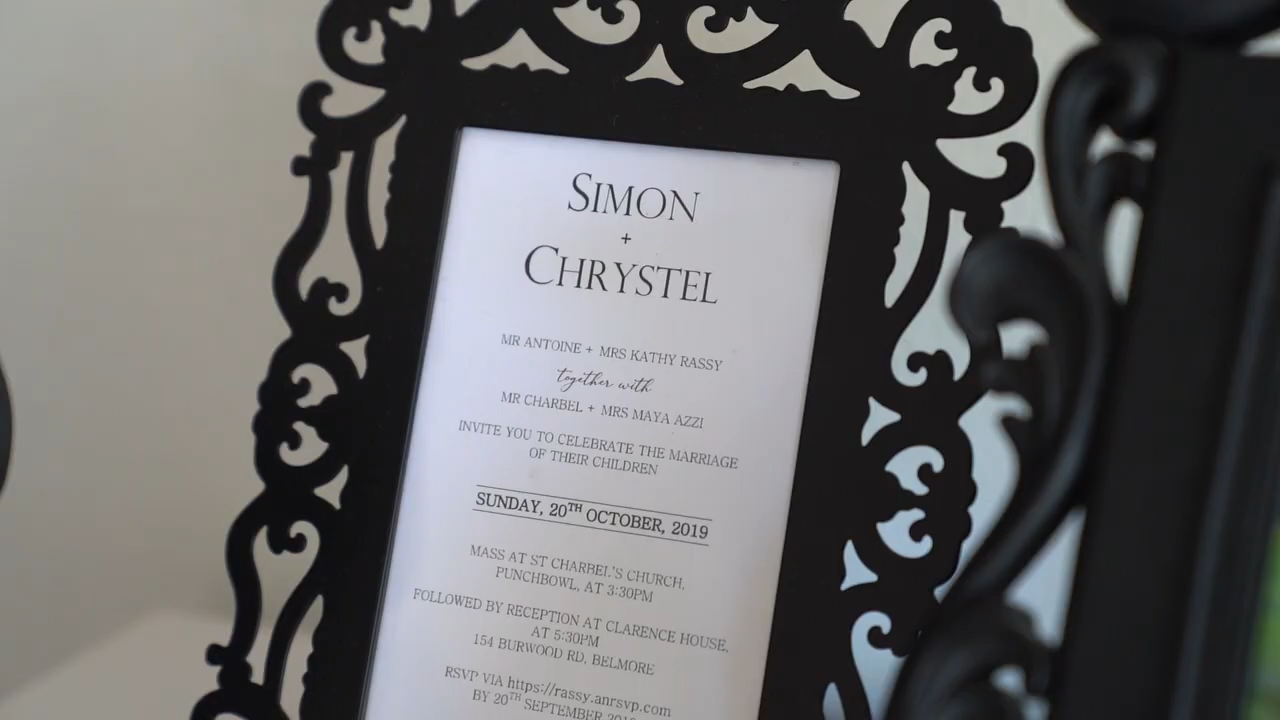 SIMON
+
CHRYSTEL
MR ANTOINE + MRS KATHY RASSY
together with
MR CHARBEL + MRS MAYA AZZI
INVITE YOU TO CELEBRATE THE MARRIAGE
OF THEIR CHILDREN
SUNDAY, 20TH OCTOBER, 2019
MASS AT ST CHARBEL'S CHURCH,
PUNCHBOWL, AT 3:30PM
FOLLOWED BY RECEPTION AT CLARENCE HOUSE,
AT 5:30PM
154 BURWOOD RD, BELMORE
RSVP VIA https://rassy.anrsvp.com
BY 20TH SEPTEMBER 2019